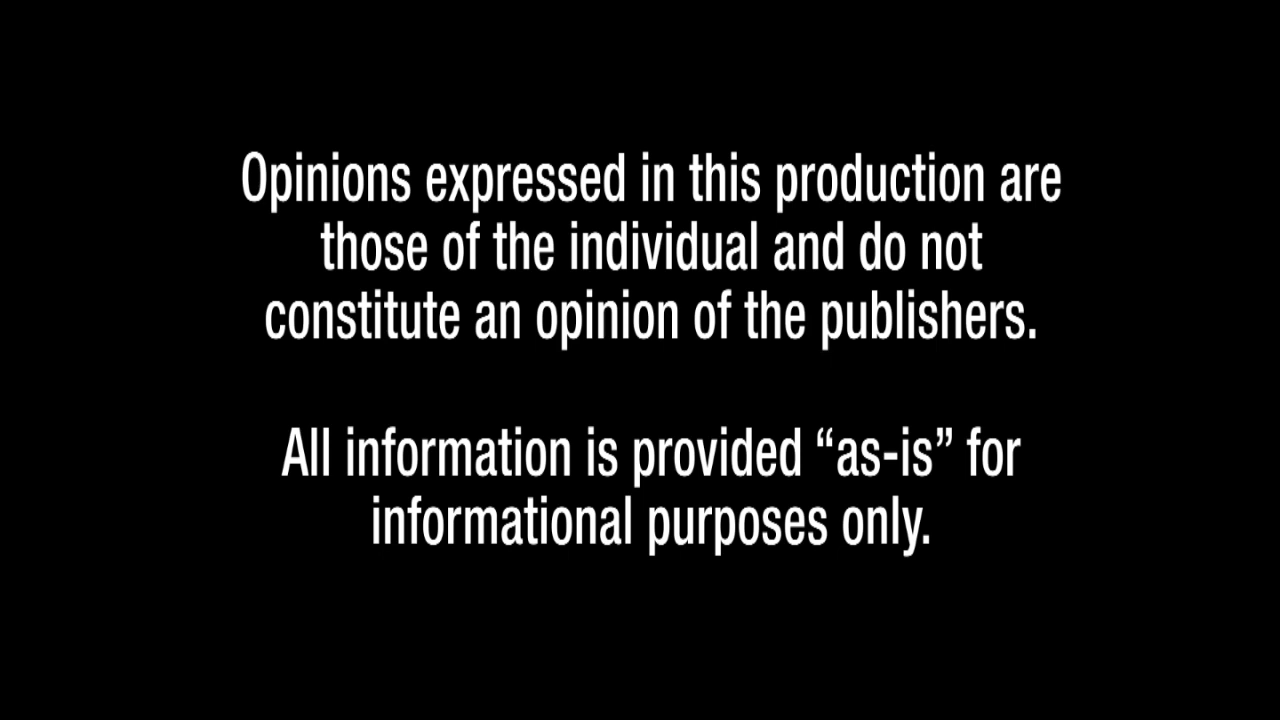 Opinions expressed in this production are
those of the individual and do not
constitute an opinion of the publishers.
All information is provided “as-is” for
informational purposes only.